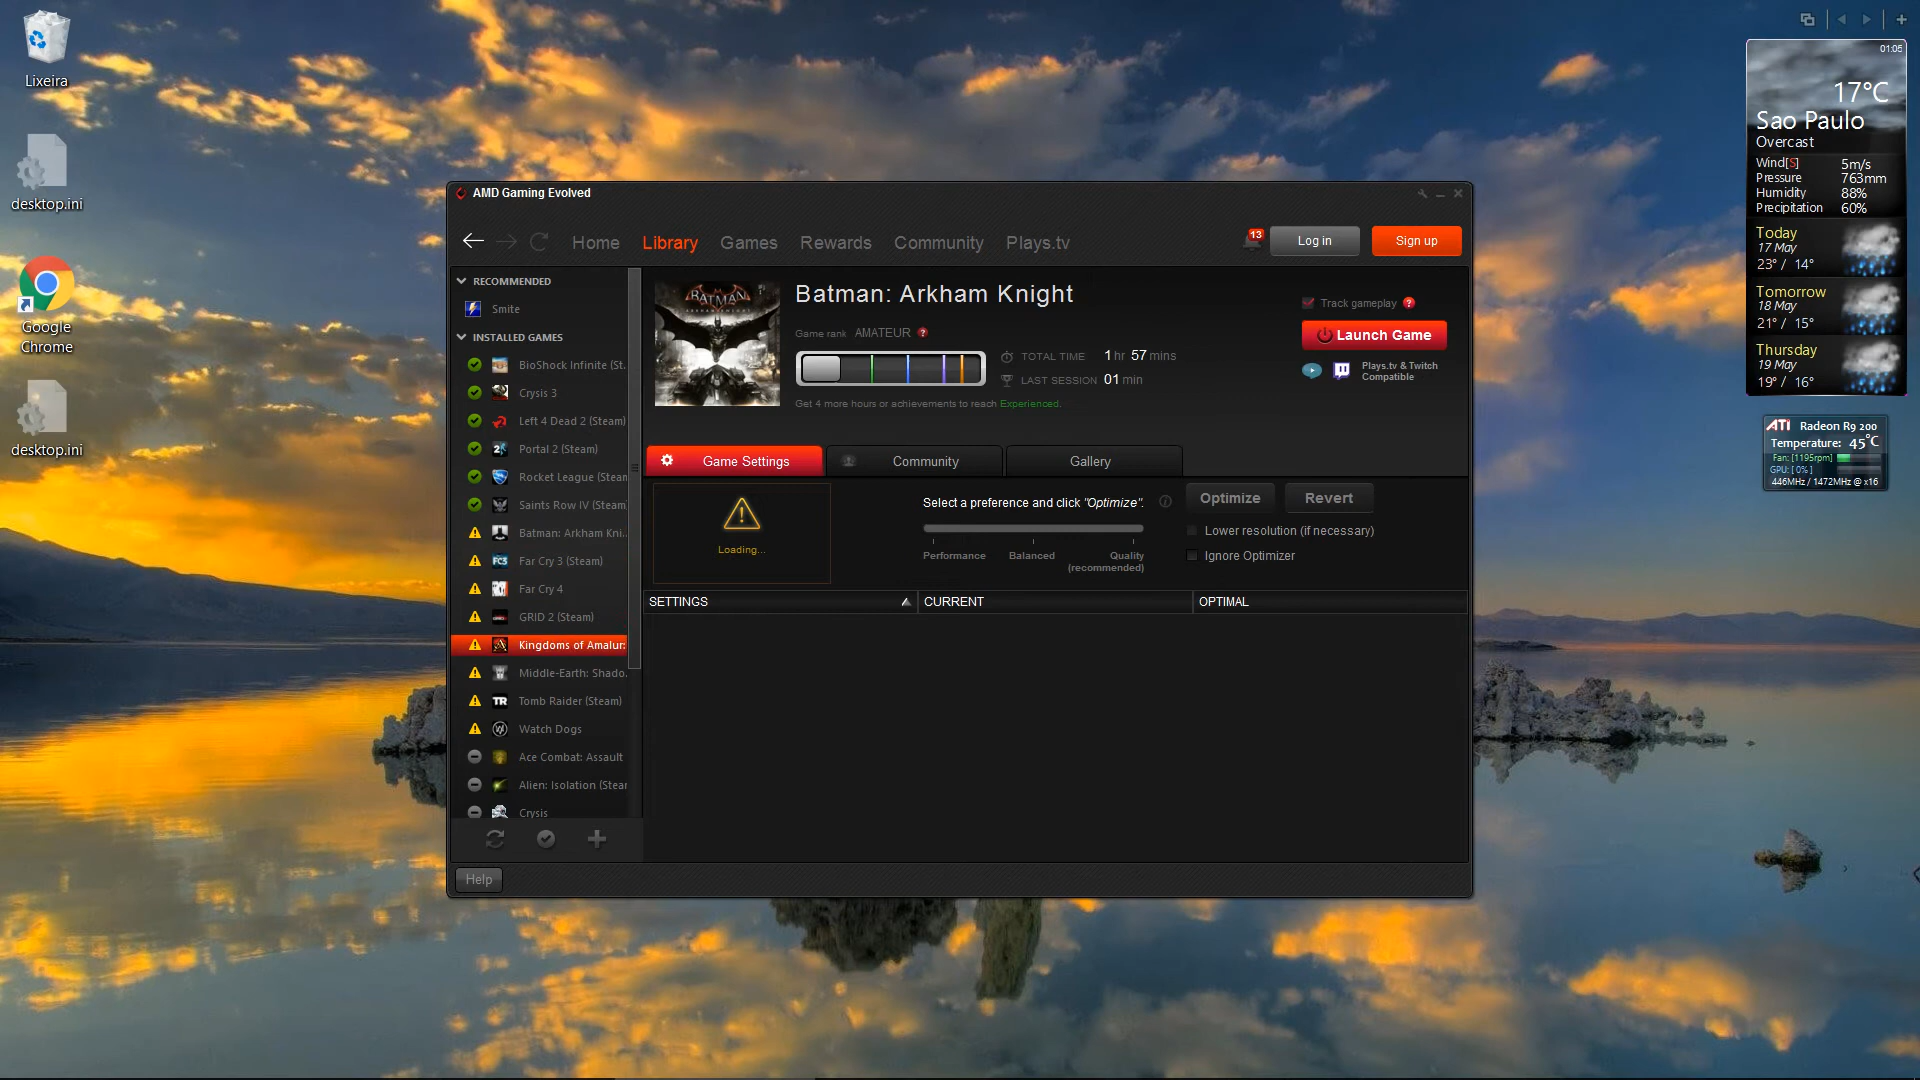 Lixeira
desktop.ini
Google
Chrome
desktop.ini
AMD Gaming Evolved
Home
Library
Games
Rewards
Community
Plays.tv
13
Log in
Sign up
RECOMMENDED
Smite
INSTALLED GAMES
BioShock Infinite (St.
Crysis 3
Left 4 Dead 2 (Steam)
Portal 2 (Steam)
Rocket League (Steam
Saints Row IV (Steam)
Batman: Arkham Kni..
Far Cry 3 (Steam)
Far Cry 4
GRID 2 (Steam)
Kingdoms of Amalur:
Middle-Earth: Shado.
Tomb Raider (Steam)
Watch Dogs
Ace Combat: Assault
Alien: Isolation (Stear
Crysis
Help
BATMAN
Batman: Arkham Knight
Game rank AMATEUR ?
TOTAL TIME 1 hr 57 mins
LAST SESSION 01 min
Get 4 more hours or achievements to reach Experienced.
Track gameplay ?
Launch Game
Plays.tv & Twitch
Compatible
Game Settings
Community
Gallery
Loading...
Select a preference and click "Optimize".
Performance
Balanced
Quality
(recommended)
Optimize
Revert
Lower resolution (if necessary)
Ignore Optimizer
SETTINGS
CURRENT
OPTIMAL
01:05
17°C
Sao Paulo
Overcast
Wind[S] 5m/s
Pressure 763mm
Humidity 88%
Precipitation 60%
Today
17 May
23° / 14°
Tomorrow
18 May
21° / 15°
Thursday
19 May
19° / 16°
ATI Radeon R9 200
Temperature: 45°C
Fan: [1195rpm]
GPU: [ 0% ]
446MHz / 1472MHz @ x16